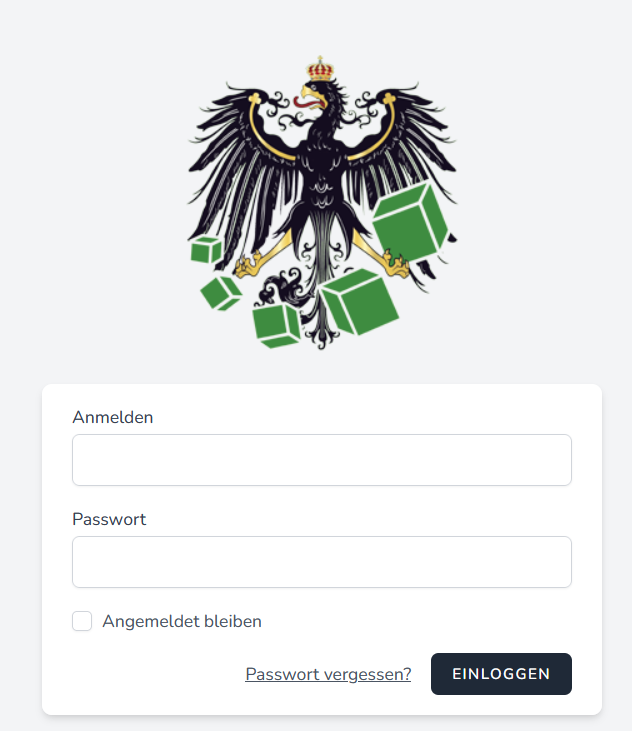 Anmelden
Passwort
Angemeldet bleiben
Passwort vergessen? EINLOGGEN